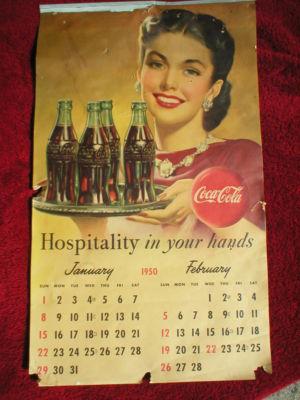 Coca-Cola
Hospitality in your hands
January 1950 February
SUN MON TUE WED THU FRI SAT SUN MON TUE WED THU FRI SAT
1 2 3 4 5 6 7 1 2 3 4
8 9 10 11 12 13 14 5 6 7 8 9 10 11
15 16 17 18 19 20 21 12 13 14 15 16 17 18
22 23 24 25 26 27 28 19 20 21 22 23 24 25
29 30 31 26 27 28